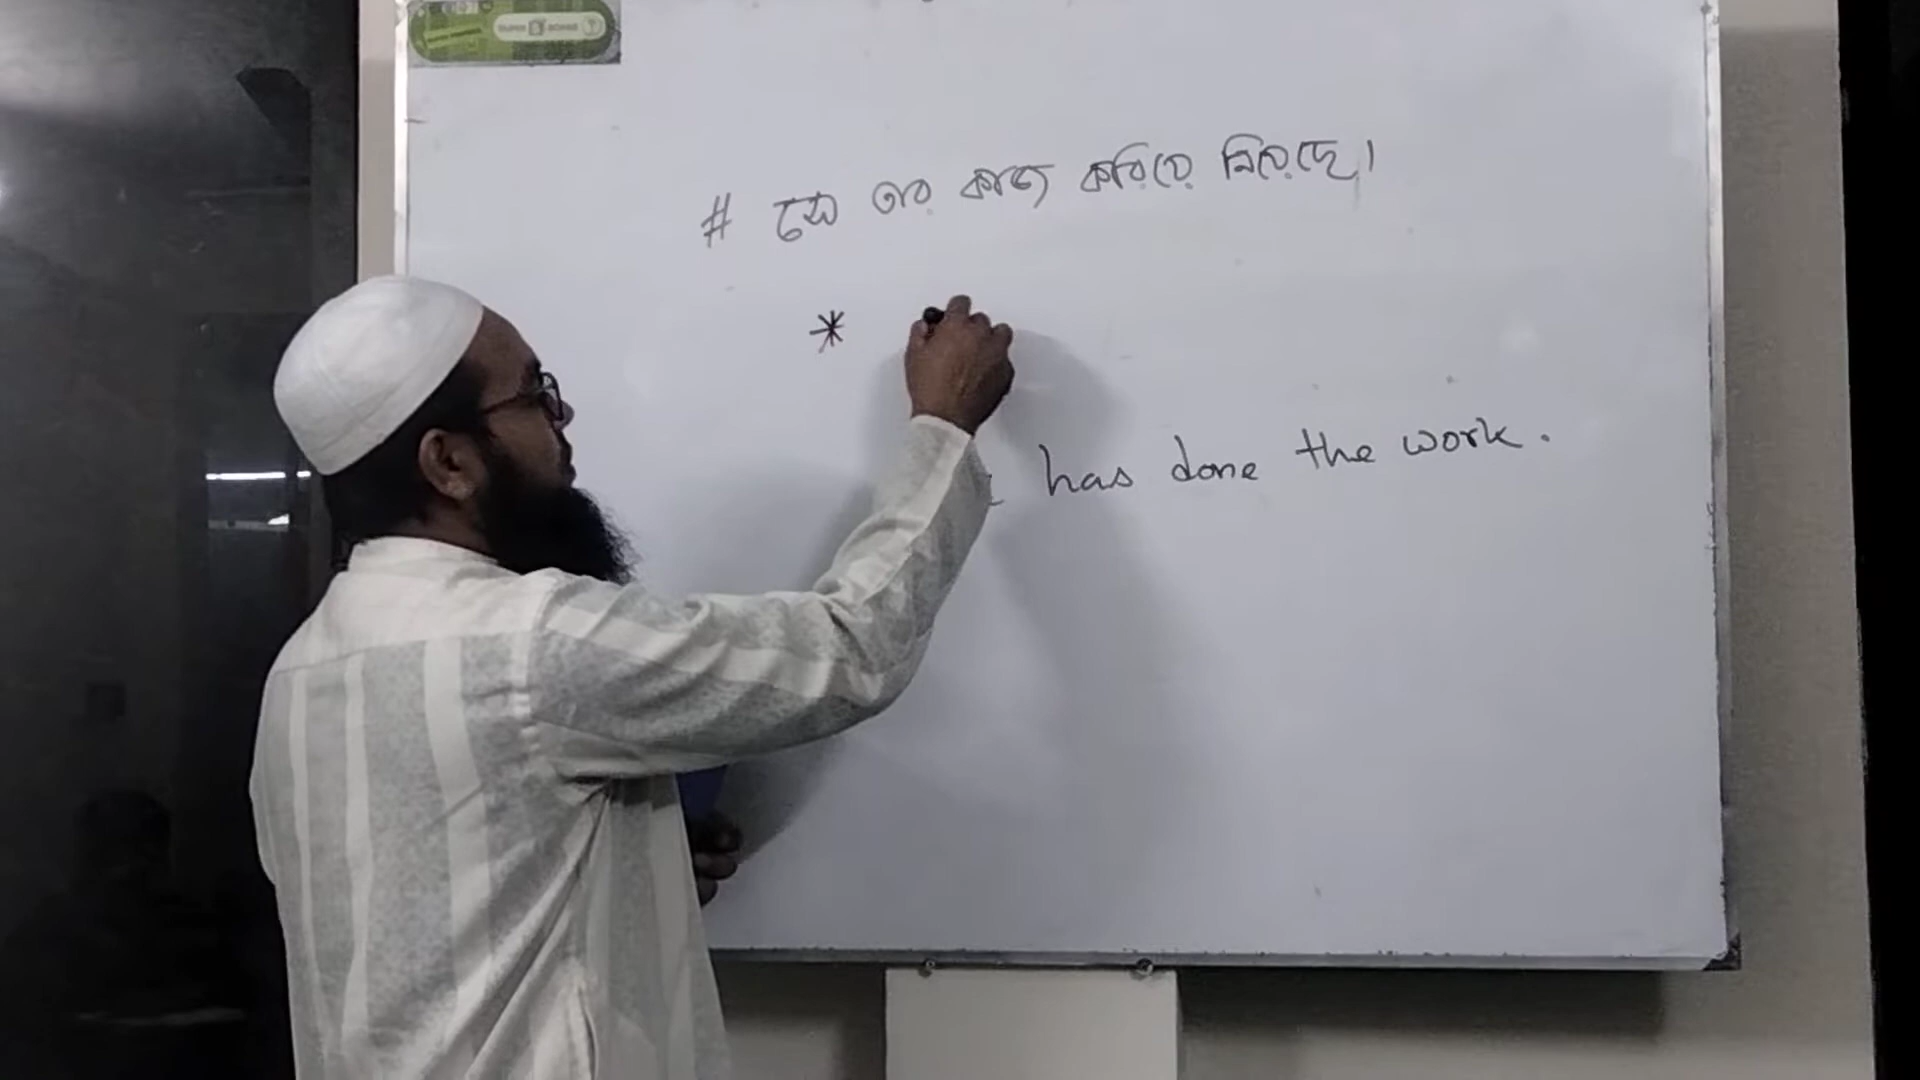 # সে তার কাজ করিয়ে নিয়েছে।
*
has done the work.